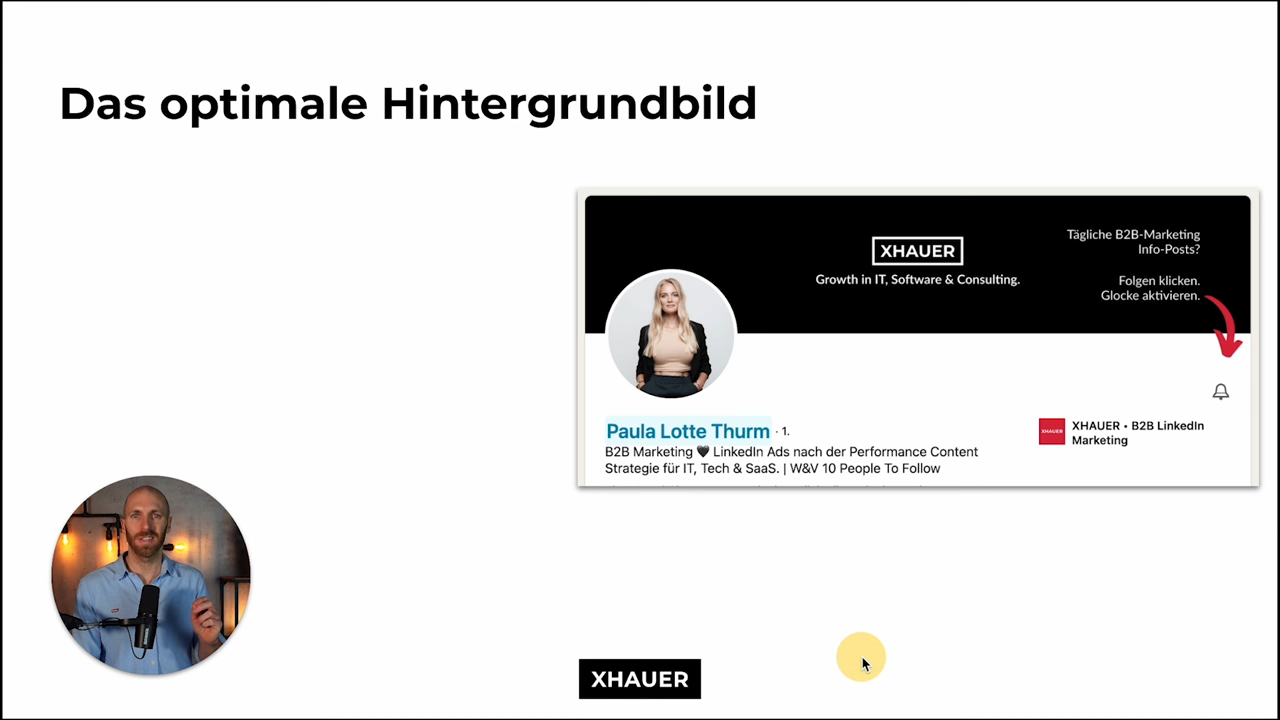 Das optimale Hintergrundbild
XHAUER
Growth in IT, Software & Consulting.
Tägliche B2B-Marketing
Info-Posts?
Folgen klicken.
Glocke aktivieren.
Paula Lotte Thurm · 1.
B2B Marketing 🖤 LinkedIn Ads nach der Performance Content
Strategie für IT, Tech & SaaS. | W&V 10 People To Follow
XHAUER
XHAUER • B2B LinkedIn
Marketing
XHAUER